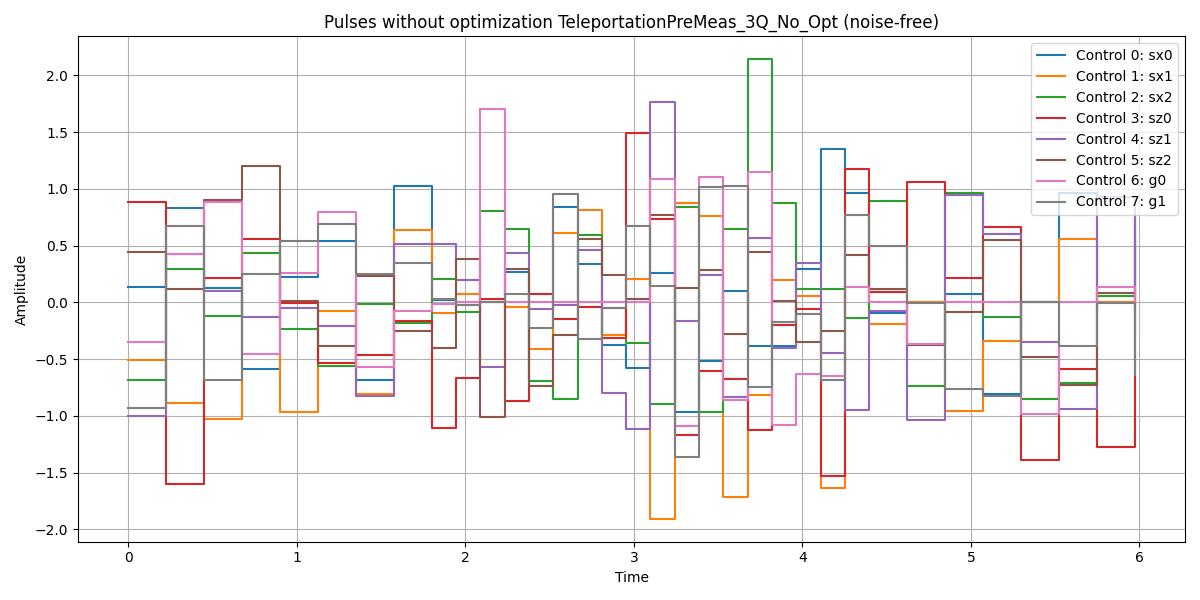 Pulses without optimization TeleportationPreMeas_3Q_No_Opt (noise-free)
Control 0: sx0
Control 1: sx1
Control 2: sx2
Control 3: sz0
Control 4: sz1
Control 5: sz2
Control 6: g0
Control 7: g1
Amplitude
2.0
1.5
1.0
0.5
0.0
−0.5
−1.0
−1.5
−2.0
0 1 2 3 4 5 6
Time